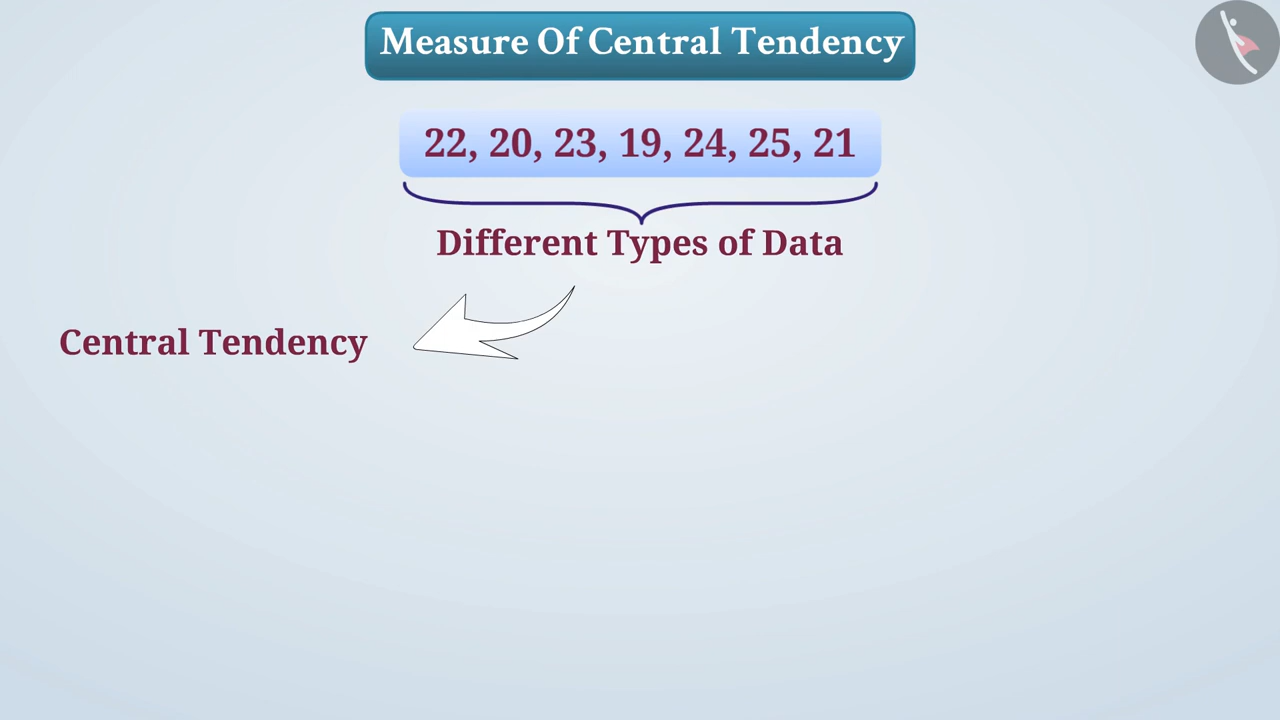 Measure Of Central Tendency
22, 20, 23, 19, 24, 25, 21
Different Types of Data
Central Tendency